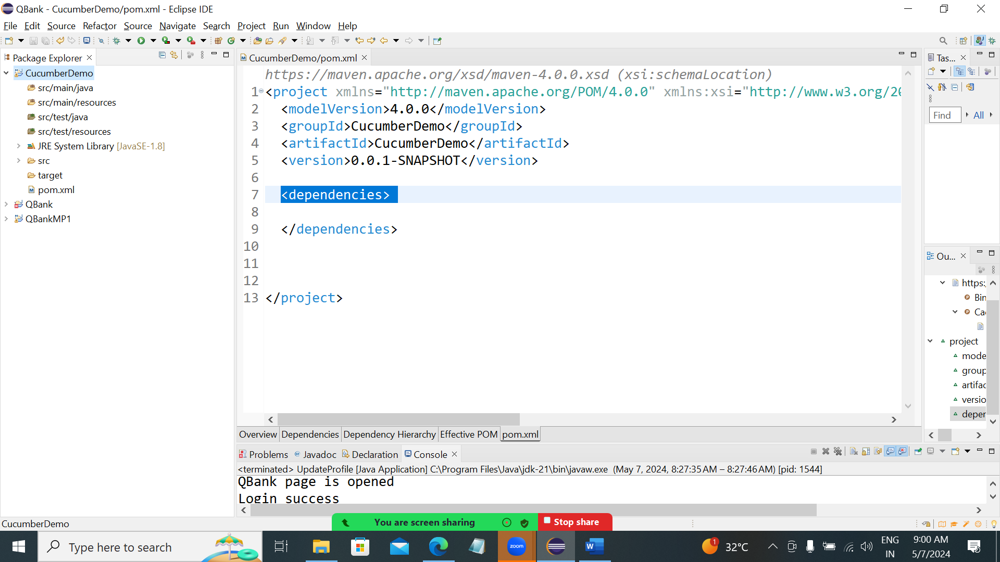 QBank - CucumberDemo/pom.xml - Eclipse IDE
File Edit Source Refactor Source Navigate Search Project Run Window Help
Package Explorer
CucumberDemo
src/main/java
src/main/resources
src/test/java
src/test/resources
JRE System Library [JavaSE-1.8]
src
target
pom.xml
QBank
QBankMP1
CucumberDemo/pom.xml
https://maven.apache.org/xsd/maven-4.0.0.xsd (xsi:schemaLocation)
1 <project xmlns="http://maven.apache.org/POM/4.0.0" xmlns:xsi="http://www.w3.org/20
2 <modelVersion>4.0.0</modelVersion>
3 <groupId>CucumberDemo</groupId>
4 <artifactId>CucumberDemo</artifactId>
5 <version>0.0.1-SNAPSHOT</version>
6
7 <dependencies>
8
9 </dependencies>
10
11
12
13 </project>
Overview Dependencies Dependency Hierarchy Effective POM pom.xml
Tas...
Find All
Ou...
https:
Bin
Ca
project
mode
group
artifac
versio
deper
Problems Javadoc Declaration Console
<terminated> UpdateProfile [Java Application] C:\Program Files\Java\jdk-21\bin\javaw.exe (May 7, 2024, 8:27:35 AM – 8:27:46 AM) [pid: 1544]
QBank page is opened
Login success
CucumberDemo
You are screen sharing Stop share
Type here to search
zoom
W
1
32°C
ENG
IN
9:00 AM
5/7/2024